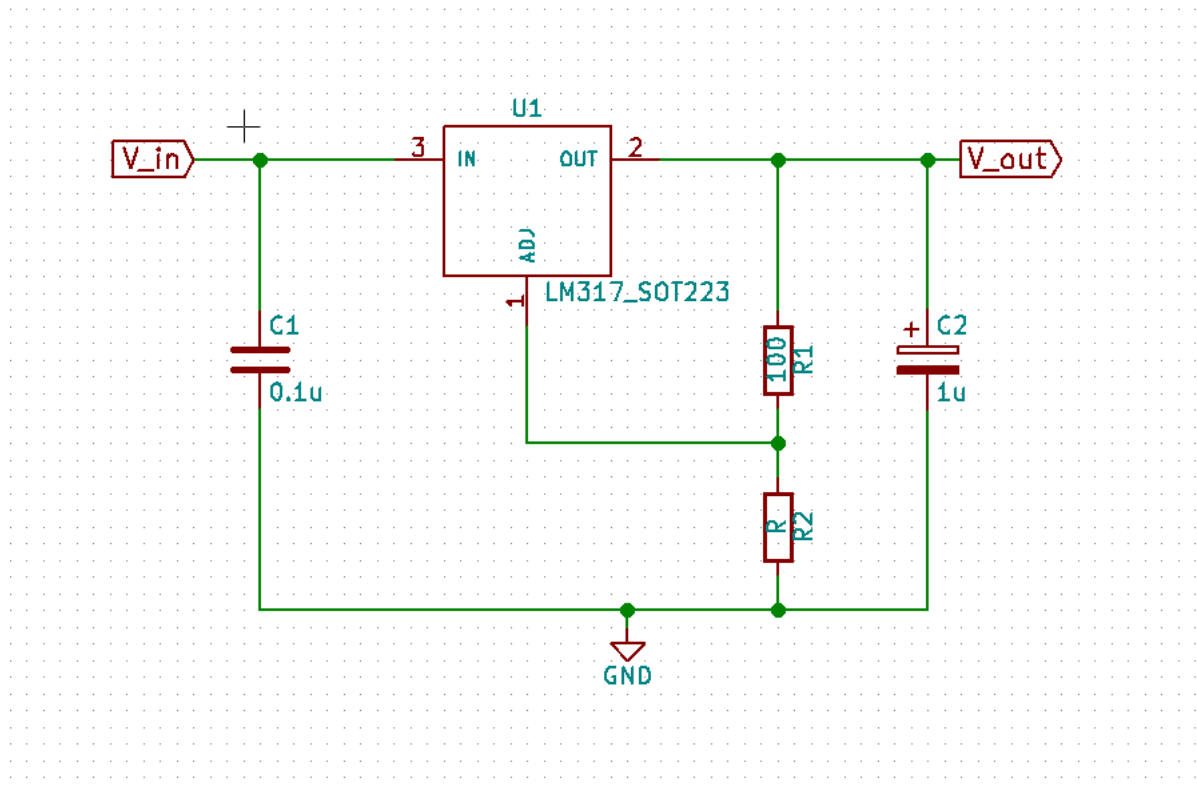 U1
V_in
3
IN
OUT
2
V_out
ADJ
1
LM317_SOT223
C1
0.1u
100
R1
+
C2
1u
R
R2
GND